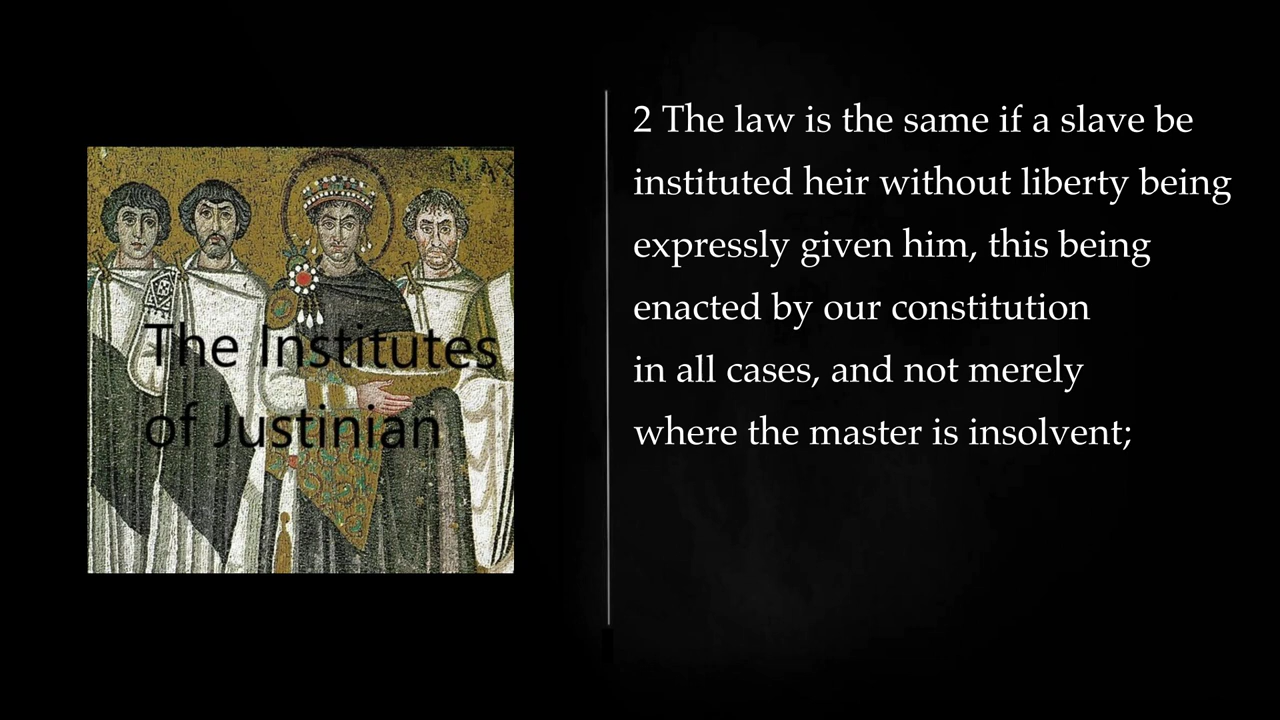 MAX
The Institutes
of Justinian
2 The law is the same if a slave be
instituted heir without liberty being
expressly given him, this being
enacted by our constitution
in all cases, and not merely
where the master is insolvent;